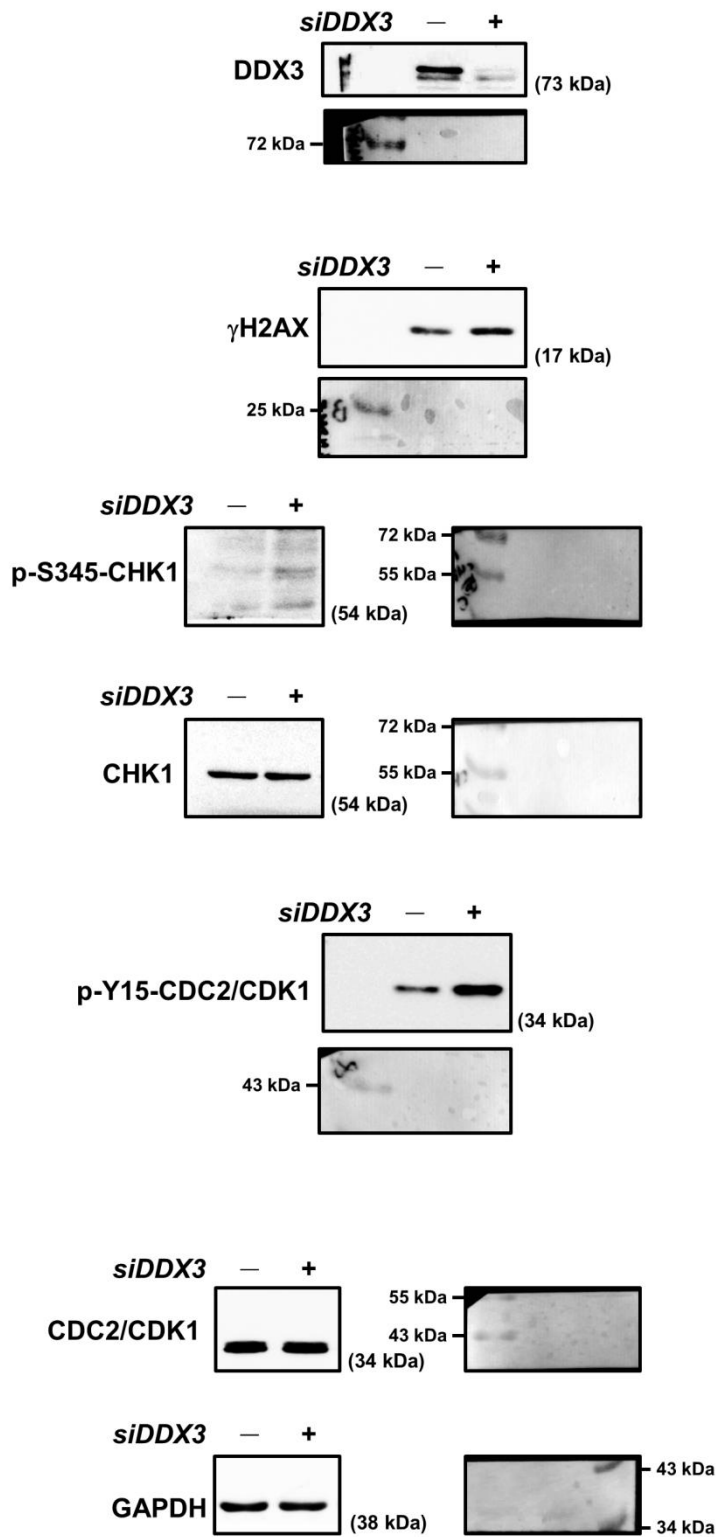 siDDX3 — +
DDX3 (73 kDa)
72 kDa
siDDX3 — +
γH2AX (17 kDa)
25 kDa
siDDX3 — +
p-S345-CHK1 (54 kDa)
72 kDa
55 kDa
siDDX3 — +
CHK1 (54 kDa)
72 kDa
55 kDa
siDDX3 — +
p-Y15-CDC2/CDK1 (34 kDa)
43 kDa
siDDX3 — +
CDC2/CDK1 (34 kDa)
55 kDa
43 kDa
siDDX3 — +
GAPDH (38 kDa)
43 kDa
34 kDa